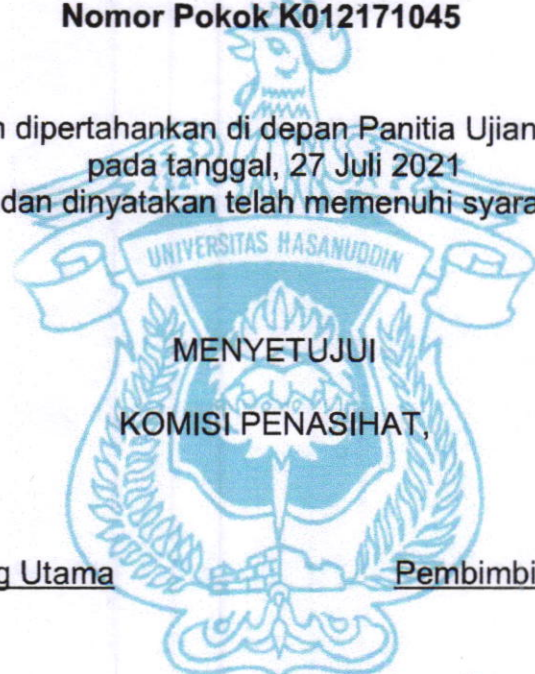 Nomor Pokok K012171045
dipertahankan di depan Panitia Ujian
pada tanggal, 27 Juli 2021
dan dinyatakan telah memenuhi syara
UNIVERSITAS HASANUDDIN
MENYETUJUI
KOMISI PENASIHAT,
g Utama Pembimbi